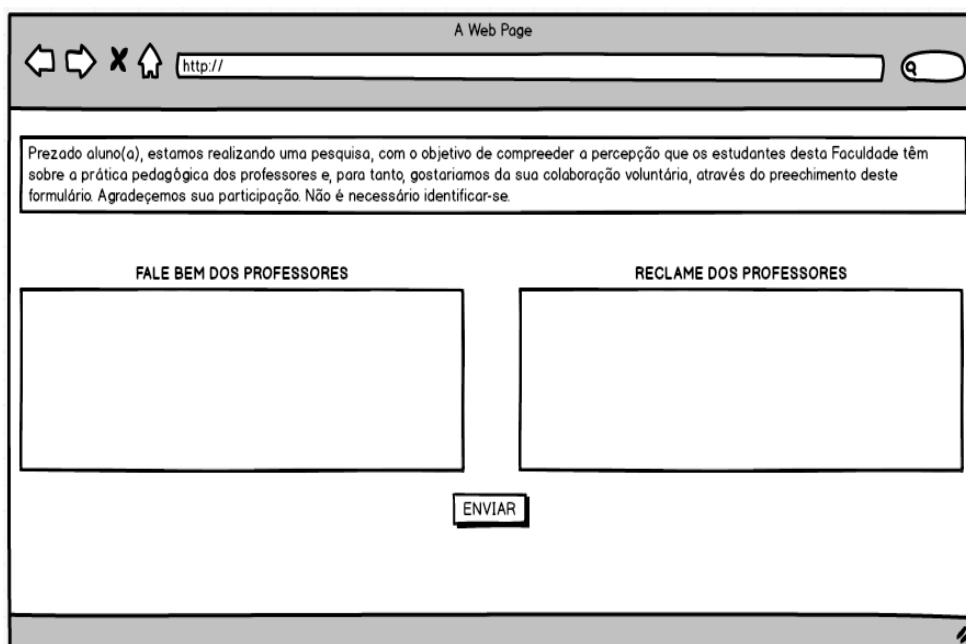 A Web Page
http://
Prezado aluno(a), estamos realizando uma pesquisa, com o objetivo de compreeder a percepção que os estudantes desta Faculdade têm
sobre a prática pedagógica dos professores e, para tanto, gostariamos da sua colaboração voluntária, através do preechimento deste
formulário. Agradeçemos sua participação. Não é necessário identificar-se.
FALE BEM DOS PROFESSORES
RECLAME DOS PROFESSORES
ENVIAR